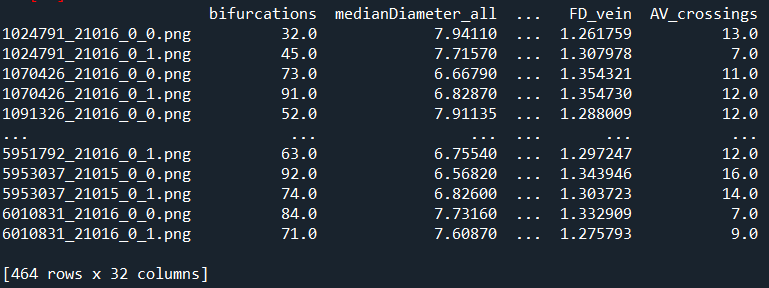 bifurcations medianDiameter_all ... FD_vein AV_crossings
1024791_21016_0_0.png 32.0 7.94110 ... 1.261759 13.0
1024791_21016_0_1.png 45.0 7.71570 ... 1.307978 7.0
1070426_21016_0_0.png 73.0 6.66790 ... 1.354321 11.0
1070426_21016_0_1.png 91.0 6.82870 ... 1.354730 12.0
1091326_21016_0_0.png 52.0 7.91135 ... 1.288009 12.0
... ... ... ... ... ...
5951792_21016_0_1.png 63.0 6.75540 ... 1.297247 12.0
5953037_21015_0_0.png 92.0 6.56820 ... 1.343946 16.0
5953037_21015_0_1.png 74.0 6.82600 ... 1.303723 14.0
6010831_21016_0_0.png 84.0 7.73160 ... 1.332909 7.0
6010831_21016_0_1.png 71.0 7.60870 ... 1.275793 9.0
[464 rows x 32 columns]